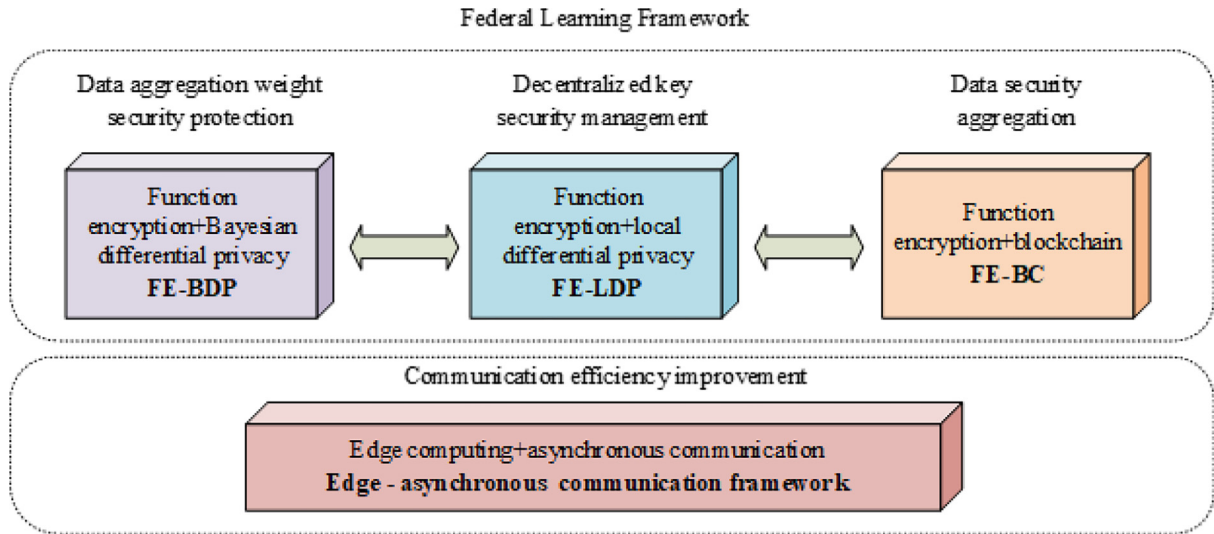 Federal Learning Framework
Data aggregation weight
security protection
Function
encryption+Bayesian
differential privacy
FE-BDP
Decentralized key
security management
Function
encryption+local
differential privacy
FE-LDP
Data security
aggregation
Function
encryption+blockchain
FE-BC
Communication efficiency improvement
Edge computing+asynchronous communication
Edge - asynchronous communication framework